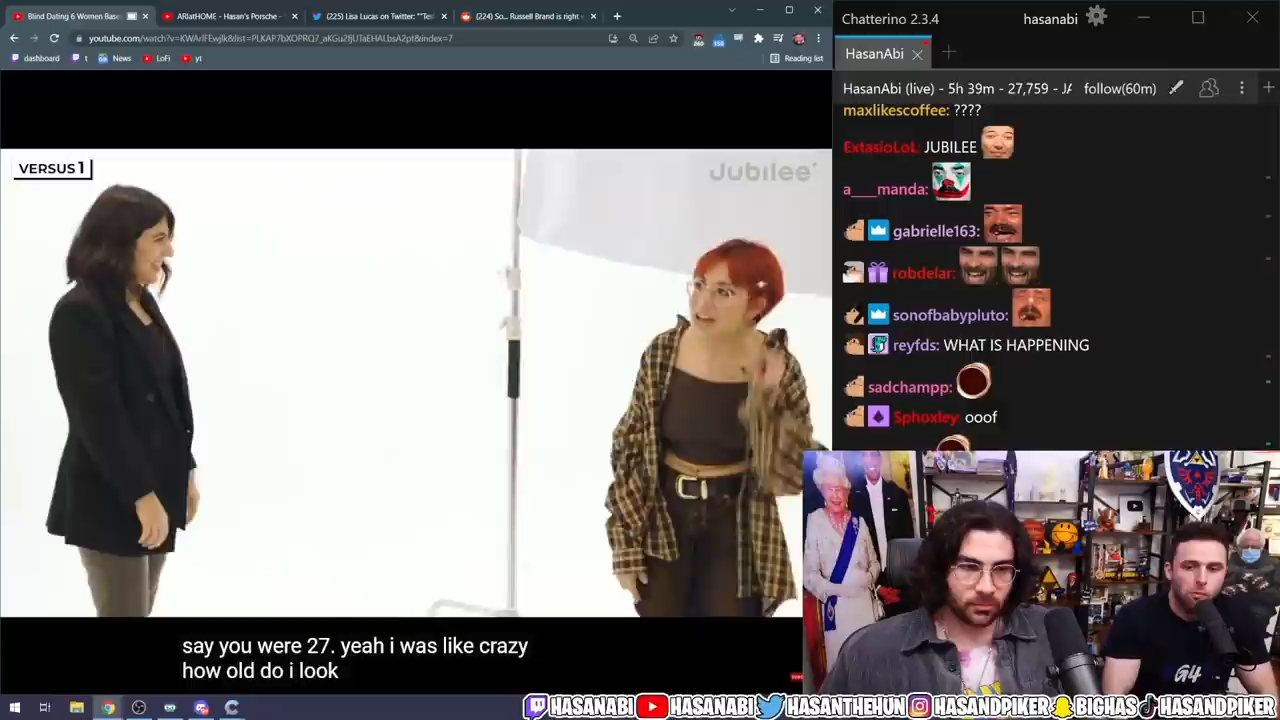 Blind Dating 6 Women Base
ARIatHOME - Hasan's Porsche -
(225) Lisa Lucas on Twitter: "
(224) So... Russell Brand is right
youtube.com/watch?v=
index=7
dashboard
t
News
LoFi
yt
Reading list
VERSUS 1
Jubilee
say you were 27. yeah i was like crazy
how old do i look
Chatterino 2.3.4
hasanabi
HasanAbi
HasanAbi (live) - 5h 39m - 27,759 - JA
follow(60m)
maxlikescoffee: ????
ExtasioLoL: JUBILEE
a___manda:
gabrielle163:
robdelar:
sonofbabypluto:
reyfds: WHAT IS HAPPENING
sadchampp:
Sphoxley: ooof
G4
HASANABI
HASANABI
HASANTHEHUN
HASANDPIKER
BIGHAS
HASANDPIKER